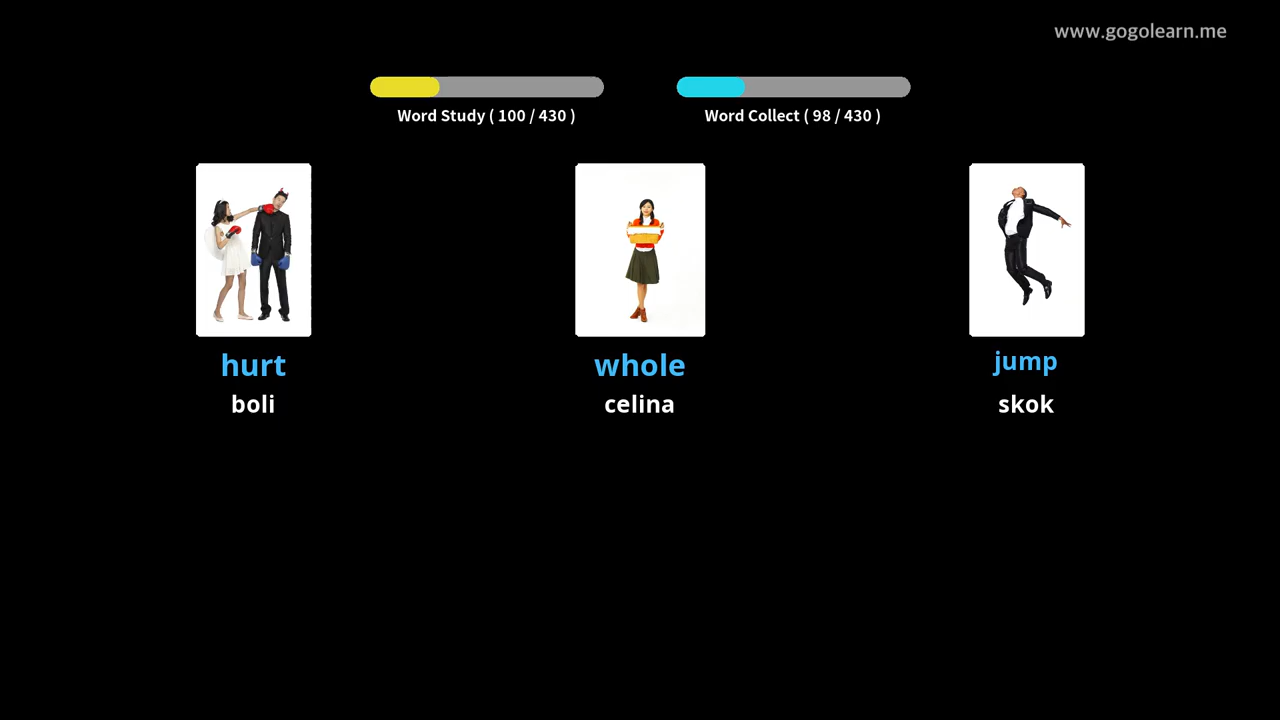 www.gogolearn.me
Word Study ( 100 / 430 )
Word Collect ( 98 / 430 )
hurt
boli
whole
celina
jump
skok